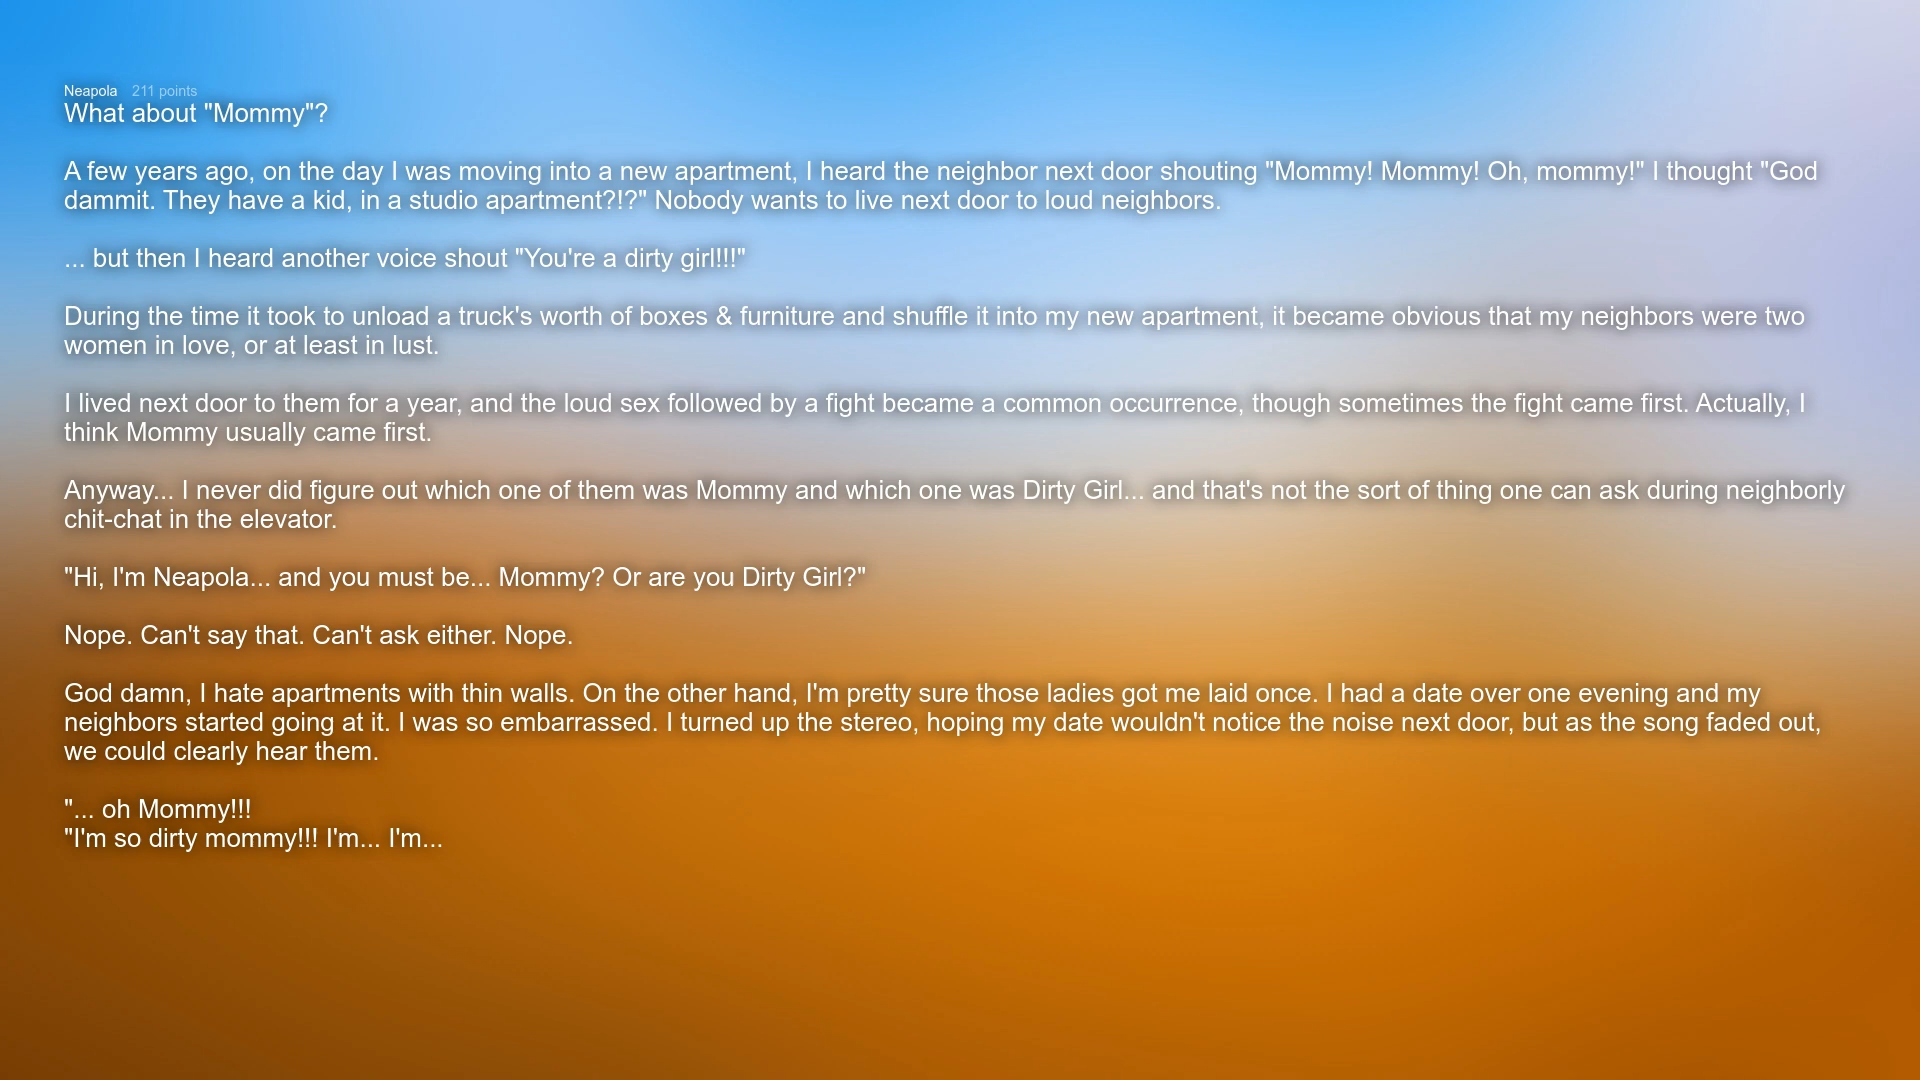 Neapola 211 points
What about "Mommy"?
A few years ago, on the day I was moving into a new apartment, I heard the neighbor next door shouting "Mommy! Mommy! Oh, mommy!" I thought "God
dammit. They have a kid, in a studio apartment?!?" Nobody wants to live next door to loud neighbors.
... but then I heard another voice shout "You're a dirty girl!!!"
During the time it took to unload a truck's worth of boxes & furniture and shuffle it into my new apartment, it became obvious that my neighbors were two
women in love, or at least in lust.
I lived next door to them for a year, and the loud sex followed by a fight became a common occurrence, though sometimes the fight came first. Actually, I
think Mommy usually came first.
Anyway... I never did figure out which one of them was Mommy and which one was Dirty Girl... and that's not the sort of thing one can ask during neighborly
chit-chat in the elevator.
"Hi, I'm Neapola... and you must be... Mommy? Or are you Dirty Girl?"
Nope. Can't say that. Can't ask either. Nope.
God damn, I hate apartments with thin walls. On the other hand, I'm pretty sure those ladies got me laid once. I had a date over one evening and my
neighbors started going at it. I was so embarrassed. I turned up the stereo, hoping my date wouldn't notice the noise next door, but as the song faded out,
we could clearly hear them.
"... oh Mommy!!!
"I'm so dirty mommy!!! I'm... I'm...